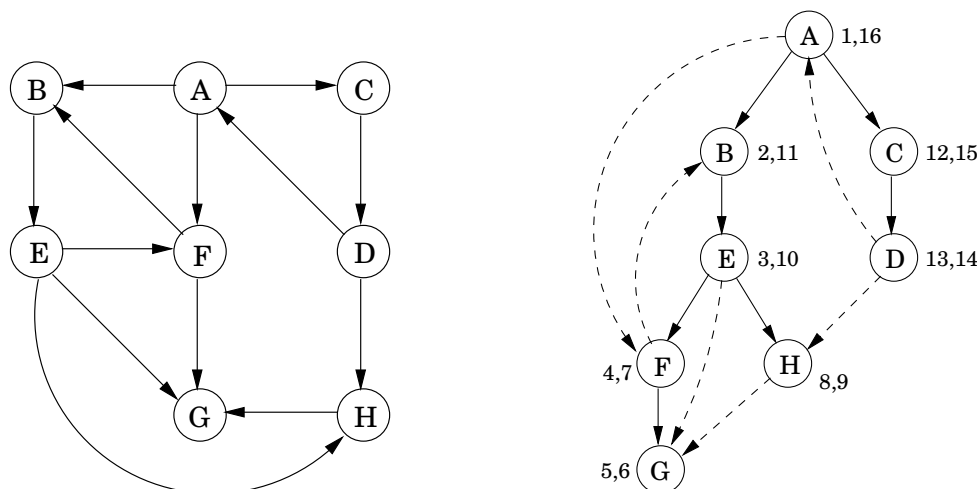 B A C
E F D
G H
A 1,16
B 2,11 C 12,15
E 3,10 D 13,14
4,7 F H 8,9
5,6 G